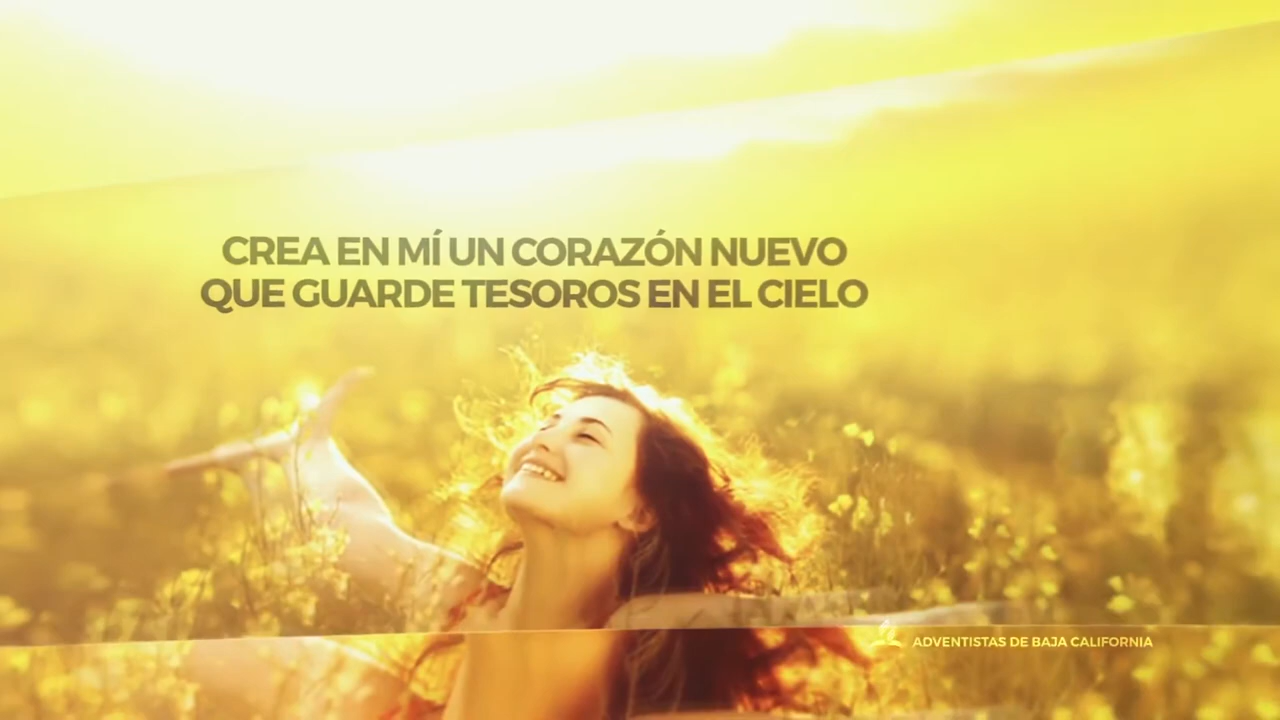 CREA EN MÍ UN CORAZÓN NUEVO
QUE GUARDE TESOROS EN EL CIELO
ADVENTISTAS DE BAJA CALIFORNIA